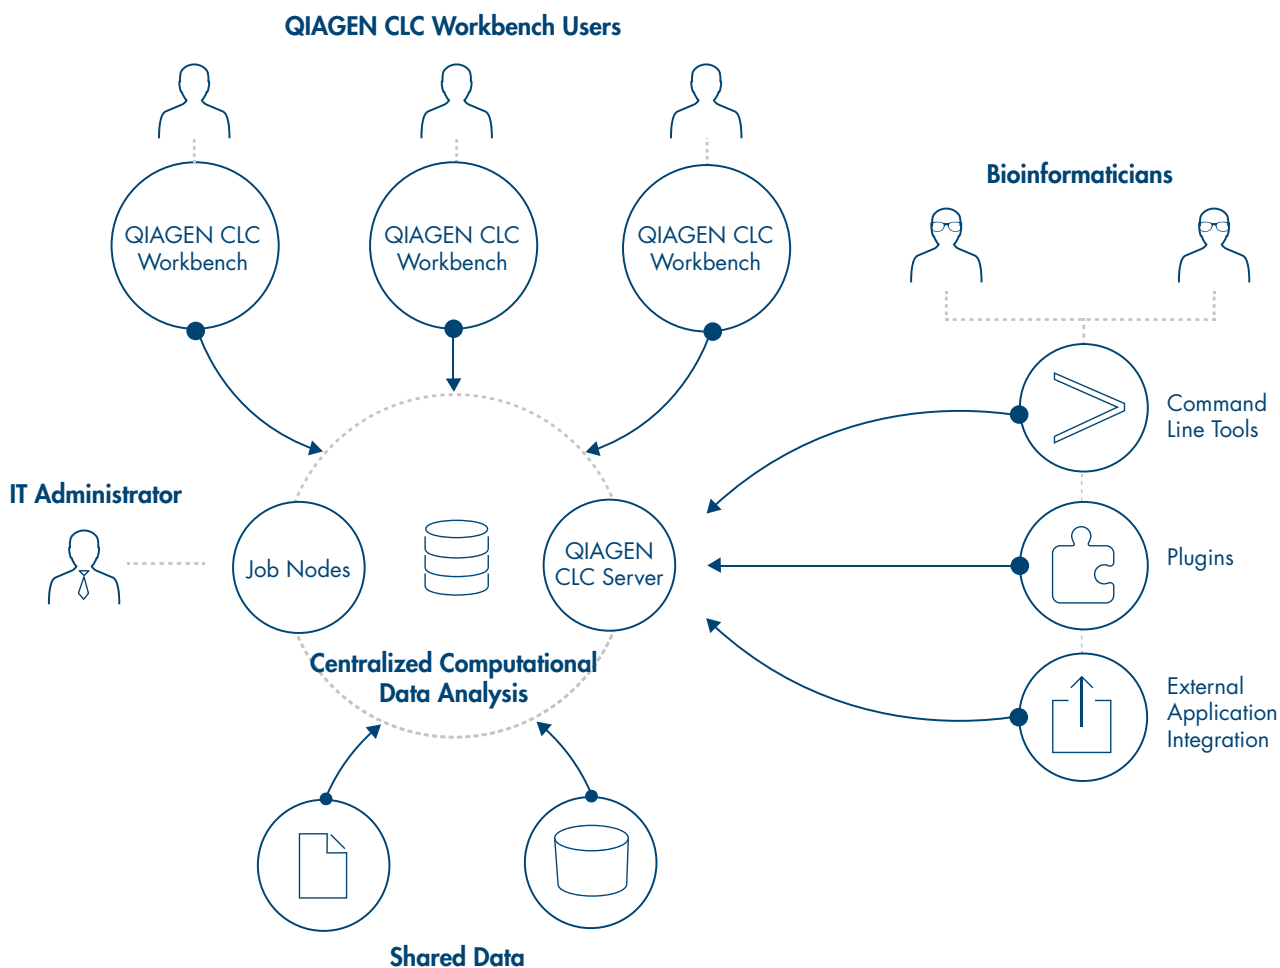 QIAGEN CLC Workbench Users
QIAGEN CLC
Workbench
QIAGEN CLC
Workbench
QIAGEN CLC
Workbench
Bioinformaticians
Command
Line Tools
IT Administrator
Job Nodes
QIAGEN
CLC Server
Plugins
Centralized Computational
Data Analysis
External
Application
Integration
Shared Data